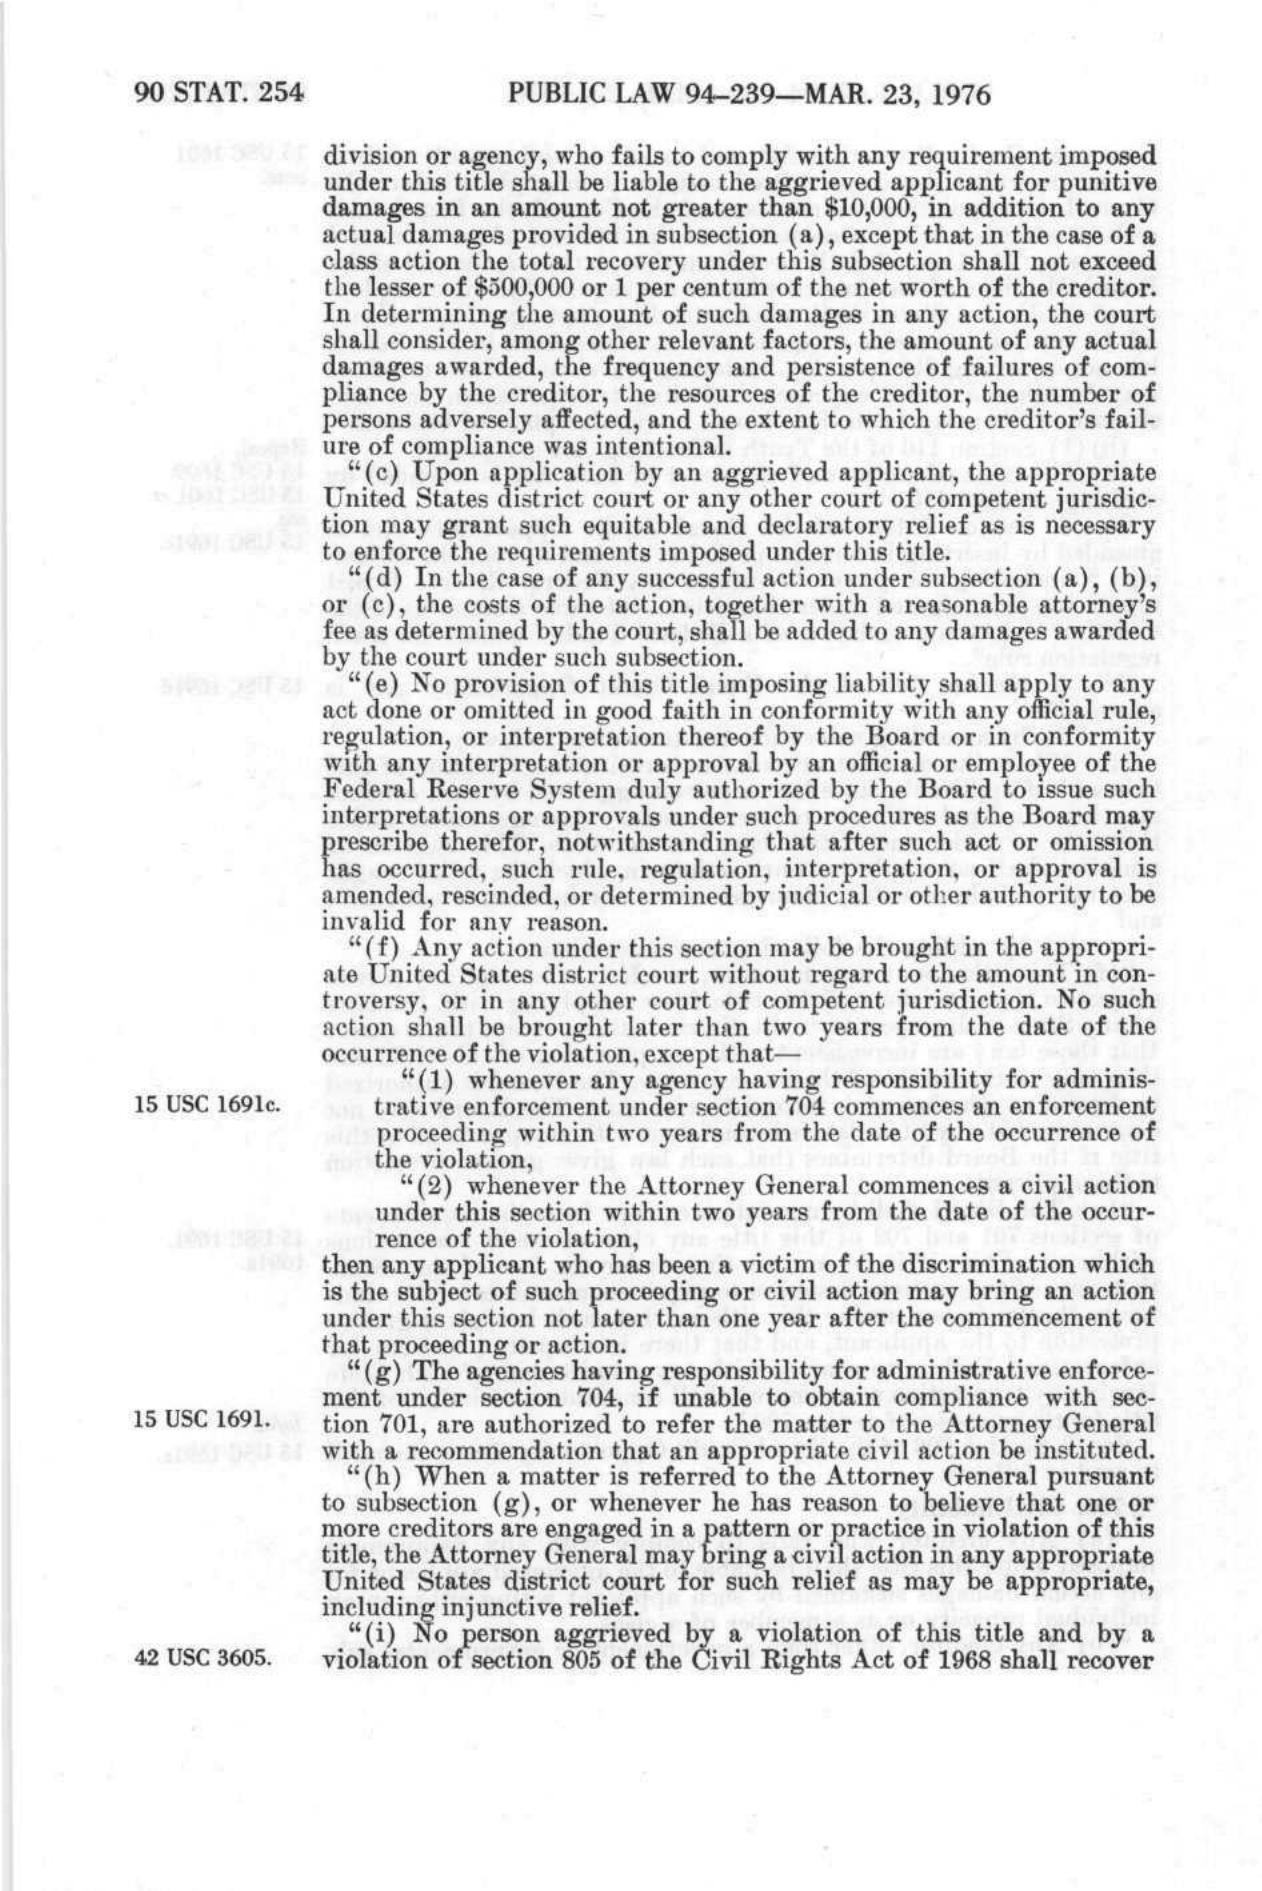 90 STAT. 254 PUBLIC LAW 94–239—MAR. 23, 1976
division or agency, who fails to comply with any requirement imposed
under this title shall be liable to the aggrieved applicant for punitive
damages in an amount not greater than $10,000, in addition to any
actual damages provided in subsection (a), except that in the case of a
class action the total recovery under this subsection shall not exceed
the lesser of $500,000 or 1 per centum of the net worth of the creditor.
In determining the amount of such damages in any action, the court
shall consider, among other relevant factors, the amount of any actual
damages awarded, the frequency and persistence of failures of com-
pliance by the creditor, the resources of the creditor, the number of
persons adversely affected, and the extent to which the creditor's fail-
ure of compliance was intentional.
“(c) Upon application by an aggrieved applicant, the appropriate
United States district court or any other court of competent jurisdic-
tion may grant such equitable and declaratory relief as is necessary
to enforce the requirements imposed under this title.
“(d) In the case of any successful action under subsection (a), (b),
or (c), the costs of the action, together with a reasonable attorney's
fee as determined by the court, shall be added to any damages awarded
by the court under such subsection.
“(e) No provision of this title imposing liability shall apply to any
act done or omitted in good faith in conformity with any official rule,
regulation, or interpretation thereof by the Board or in conformity
with any interpretation or approval by an official or employee of the
Federal Reserve System duly authorized by the Board to issue such
interpretations or approvals under such procedures as the Board may
prescribe therefor, notwithstanding that after such act or omission
has occurred, such rule, regulation, interpretation, or approval is
amended, rescinded, or determined by judicial or other authority to be
invalid for any reason.
“(f) Any action under this section may be brought in the appropri-
ate United States district court without regard to the amount in con-
troversy, or in any other court of competent jurisdiction. No such
action shall be brought later than two years from the date of the
occurrence of the violation, except that—
“(1) whenever any agency having responsibility for adminis-
15 USC 1691c. trative enforcement under section 704 commences an enforcement
proceeding within two years from the date of the occurrence of
the violation,
“(2) whenever the Attorney General commences a civil action
under this section within two years from the date of the occur-
rence of the violation,
then any applicant who has been a victim of the discrimination which
is the subject of such proceeding or civil action may bring an action
under this section not later than one year after the commencement of
that proceeding or action.
“(g) The agencies having responsibility for administrative enforce-
ment under section 704, if unable to obtain compliance with sec-
15 USC 1691. tion 701, are authorized to refer the matter to the Attorney General
with a recommendation that an appropriate civil action be instituted.
“(h) When a matter is referred to the Attorney General pursuant
to subsection (g), or whenever he has reason to believe that one or
more creditors are engaged in a pattern or practice in violation of this
title, the Attorney General may bring a civil action in any appropriate
United States district court for such relief as may be appropriate,
including injunctive relief.
“(i) No person aggrieved by a violation of this title and by a
42 USC 3605. violation of section 805 of the Civil Rights Act of 1968 shall recover